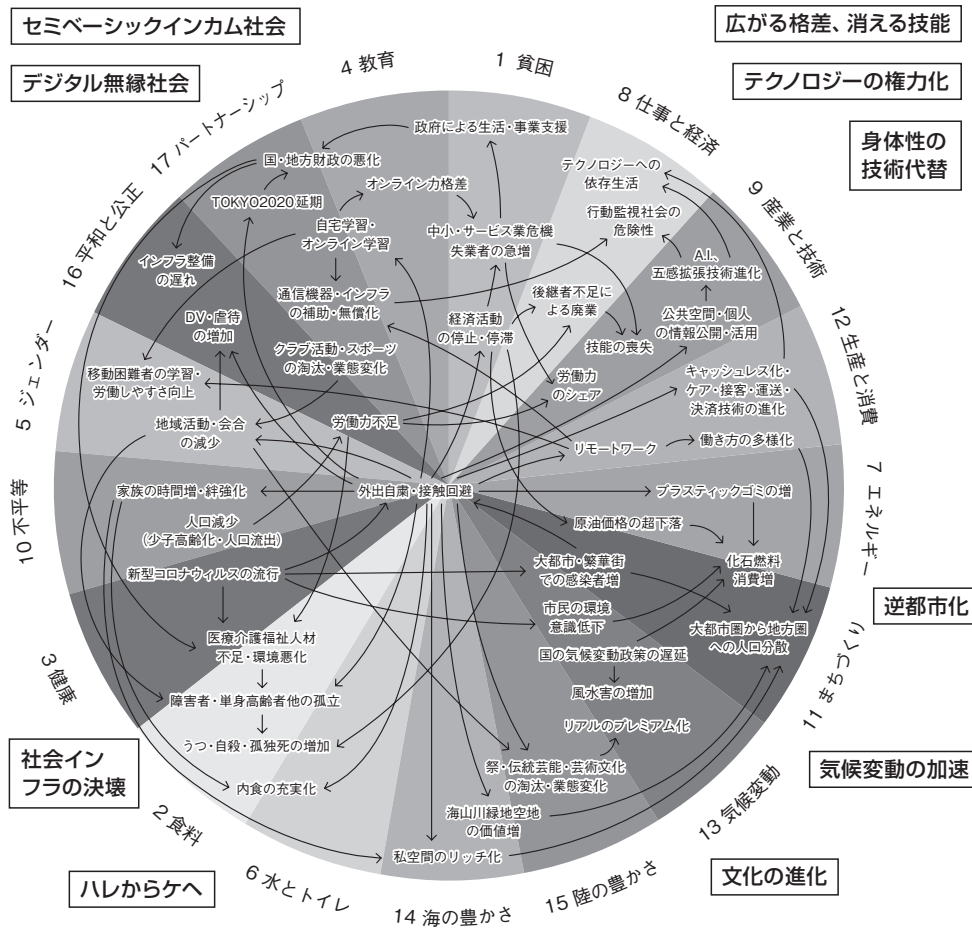 セミベーシックインカム社会
デジタル無縁社会
広がる格差、消える技能
テクノロジーの権力化
身体性の
技術代替
逆都市化
気候変動の加速
文化の進化
ハレからケへ
社会イン
フラの決壊
4 教育
1 貧困
8 仕事と経済
9 産業と技術
12 生産と消費
7 エネルギー
11 まちづくり
13 気候変動
15 陸の豊かさ
14 海の豊かさ
6 水とトイレ
2 食料
3 健康
10 不平等
5 ジェンダー
16 平和と公正
17 パートナーシップ
政府による生活・事業支援
国・地方財政の悪化
オンライン力格差
TOKYO2020 延期
自宅学習・
オンライン学習
中小・サービス業危機
失業者の急増
テクノロジーへの
依存生活
行動監視社会の
危険性
A.I.、
五感拡張技術進化
インフラ整備
の遅れ
通信機器・インフラ
の補助・無償化
後継者不足に
よる廃業
公共空間・個人
の情報公開・活用
DV・虐待
の増加
経済活動
の停止・停滞
技能の喪失
クラブ活動・スポーツ
の淘汰・業態変化
移動困難者の学習・
労働しやすさ向上
労働力
のシェア
キャッシュレス化・
ケア・接客・運送・
決済技術の進化
地域活動・会合
の減少
労働力不足
リモートワーク
働き方の多様化
家族の時間増・絆強化
外出自粛・接触回避
プラスティックゴミの増
人口減少
（少子高齢化・人口流出）
原油価格の超下落
新型コロナウィルスの流行
大都市・繁華街
での感染者増
化石燃料
消費増
市民の環境
意識低下
医療介護福祉人材
不足・環境悪化
大都市圏から地方圏
への人口分散
国の気候変動政策の遅延
障害者・単身高齢者他の孤立
風水害の増加
リアルのプレミアム化
うつ・自殺・孤独死の増加
祭・伝統芸能・芸術文化
の淘汰・業態変化
内食の充実化
海山川緑地空地
の価値増
私空間のリッチ化